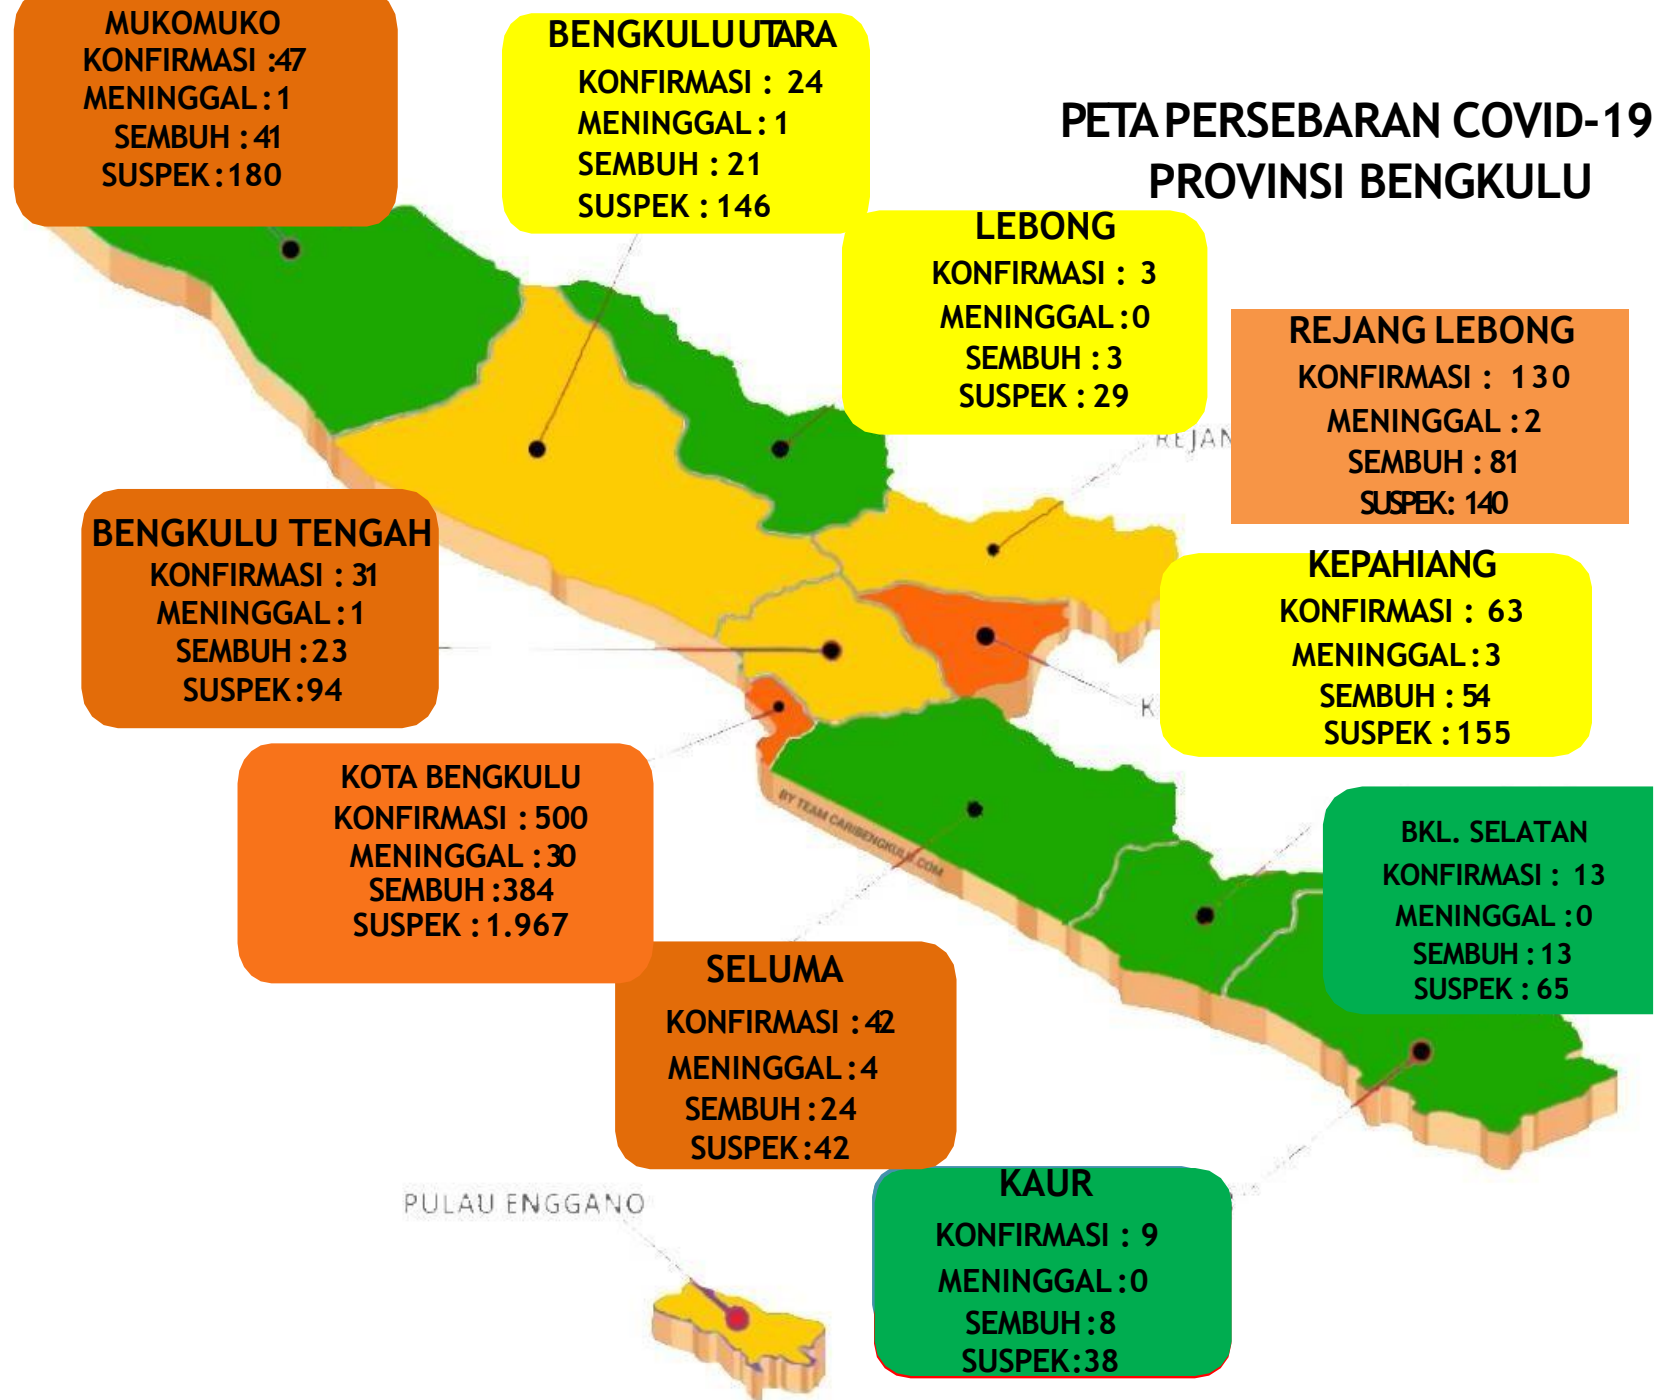 MUKOMUKO
KONFIRMASI :47
MENINGGAL : 1
SEMBUH : 41
SUSPEK : 180
BENGKULU UTARA
KONFIRMASI : 24
MENINGGAL : 1
SEMBUH : 21
SUSPEK : 146
PETA PERSEBARAN COVID-19
PROVINSI BENGKULU
LEBONG
KONFIRMASI : 3
MENINGGAL :0
SEMBUH : 3
SUSPEK : 29
REJANG LEBONG
KONFIRMASI : 130
MENINGGAL : 2
SEMBUH : 81
SUSPEK: 140
REJAN
BENGKULU TENGAH
KONFIRMASI : 31
MENINGGAL : 1
SEMBUH : 23
SUSPEK : 94
KEPAHIANG
KONFIRMASI : 63
MENINGGAL : 3
SEMBUH : 54
SUSPEK : 155
K
KOTA BENGKULU
KONFIRMASI : 500
MENINGGAL : 30
SEMBUH : 384
SUSPEK : 1.967
BY TEAM CARIBENGKULU.COM
BKL. SELATAN
KONFIRMASI : 13
MENINGGAL :0
SEMBUH : 13
SUSPEK : 65
SELUMA
KONFIRMASI : 42
MENINGGAL : 4
SEMBUH : 24
SUSPEK : 42
KAUR
KONFIRMASI : 9
MENINGGAL :0
SEMBUH : 8
SUSPEK : 38
PULAU ENGGANO